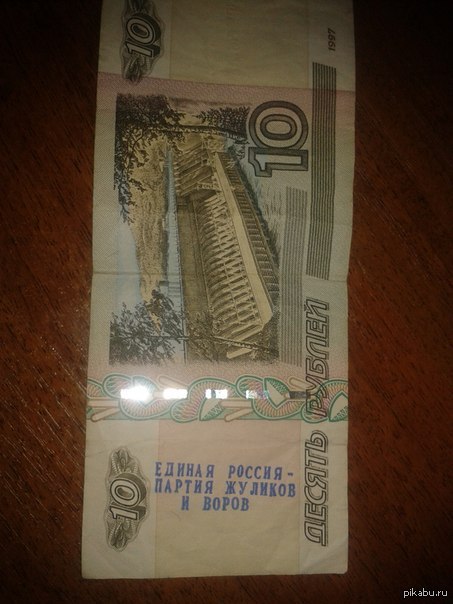 10
1997
10
ДЕСЯТЬ РУБЛЕЙ
10
ЕДИНАЯ РОССИЯ -
ПАРТИЯ ЖУЛИКОВ
И ВОРОВ
pikabu.ru